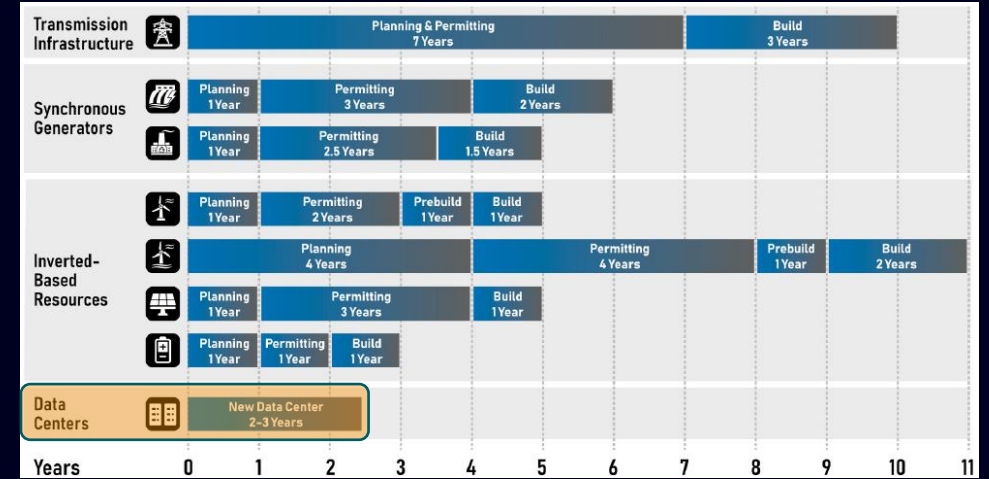 Transmission
Infrastructure
Planning & Permitting
7 Years
Build
3 Years
Synchronous
Generators
Planning
1 Year
Permitting
3 Years
Build
2 Years
Planning
1 Year
Permitting
2.5 Years
Build
1.5 Years
Inverted-
Based
Resources
Planning
1 Year
Permitting
2 Years
Prebuild
1 Year
Build
1 Year
Planning
4 Years
Permitting
4 Years
Prebuild
1 Year
Build
2 Years
Planning
1 Year
Permitting
3 Years
Build
1 Year
Planning
1 Year
Permitting
1 Year
Build
1 Year
Data
Centers
New Data Center
2-3 Years
Years 0 1 2 3 4 5 6 7 8 9 10 11